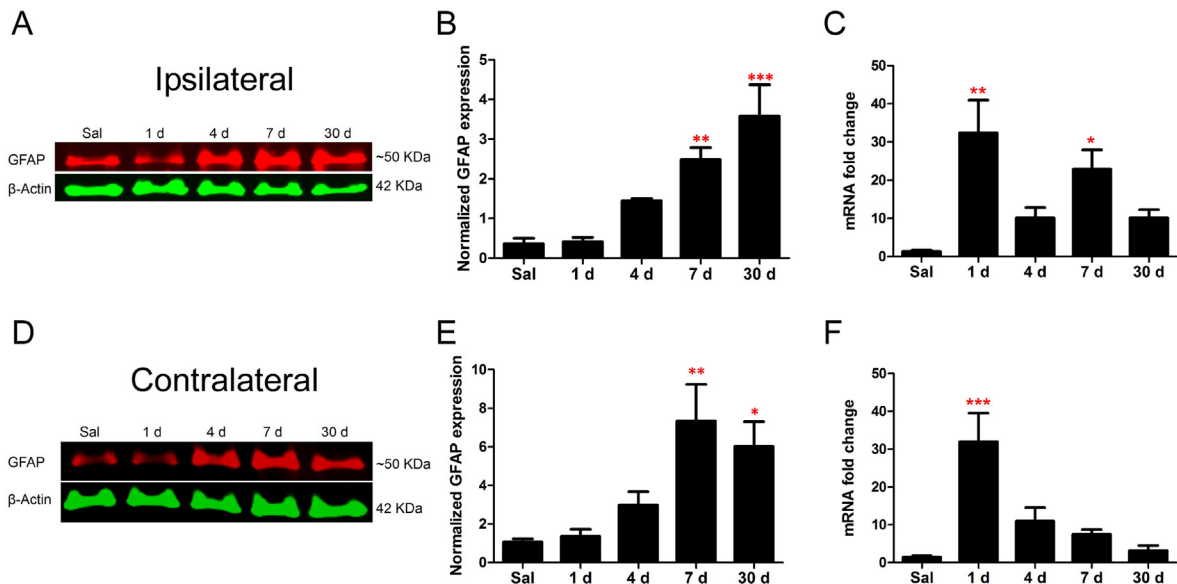 A
Ipsilateral
Sal 1 d 4 d 7 d 30 d
GFAP ~50 KDa
β-Actin 42 KDa
B
Normalized GFAP expression
5
4
3
2
1
0
** ***
Sal 1 d 4 d 7 d 30 d
C
mRNA fold change
50
40
30
20
10
0
** *
Sal 1 d 4 d 7 d 30 d
D
Contralateral
Sal 1 d 4 d 7 d 30 d
GFAP ~50 KDa
β-Actin 42 KDa
E
Normalized GFAP expression
10
8
6
4
2
0
** *
Sal 1 d 4 d 7 d 30 d
F
mRNA fold change
50
40
30
20
10
0
***
Sal 1 d 4 d 7 d 30 d